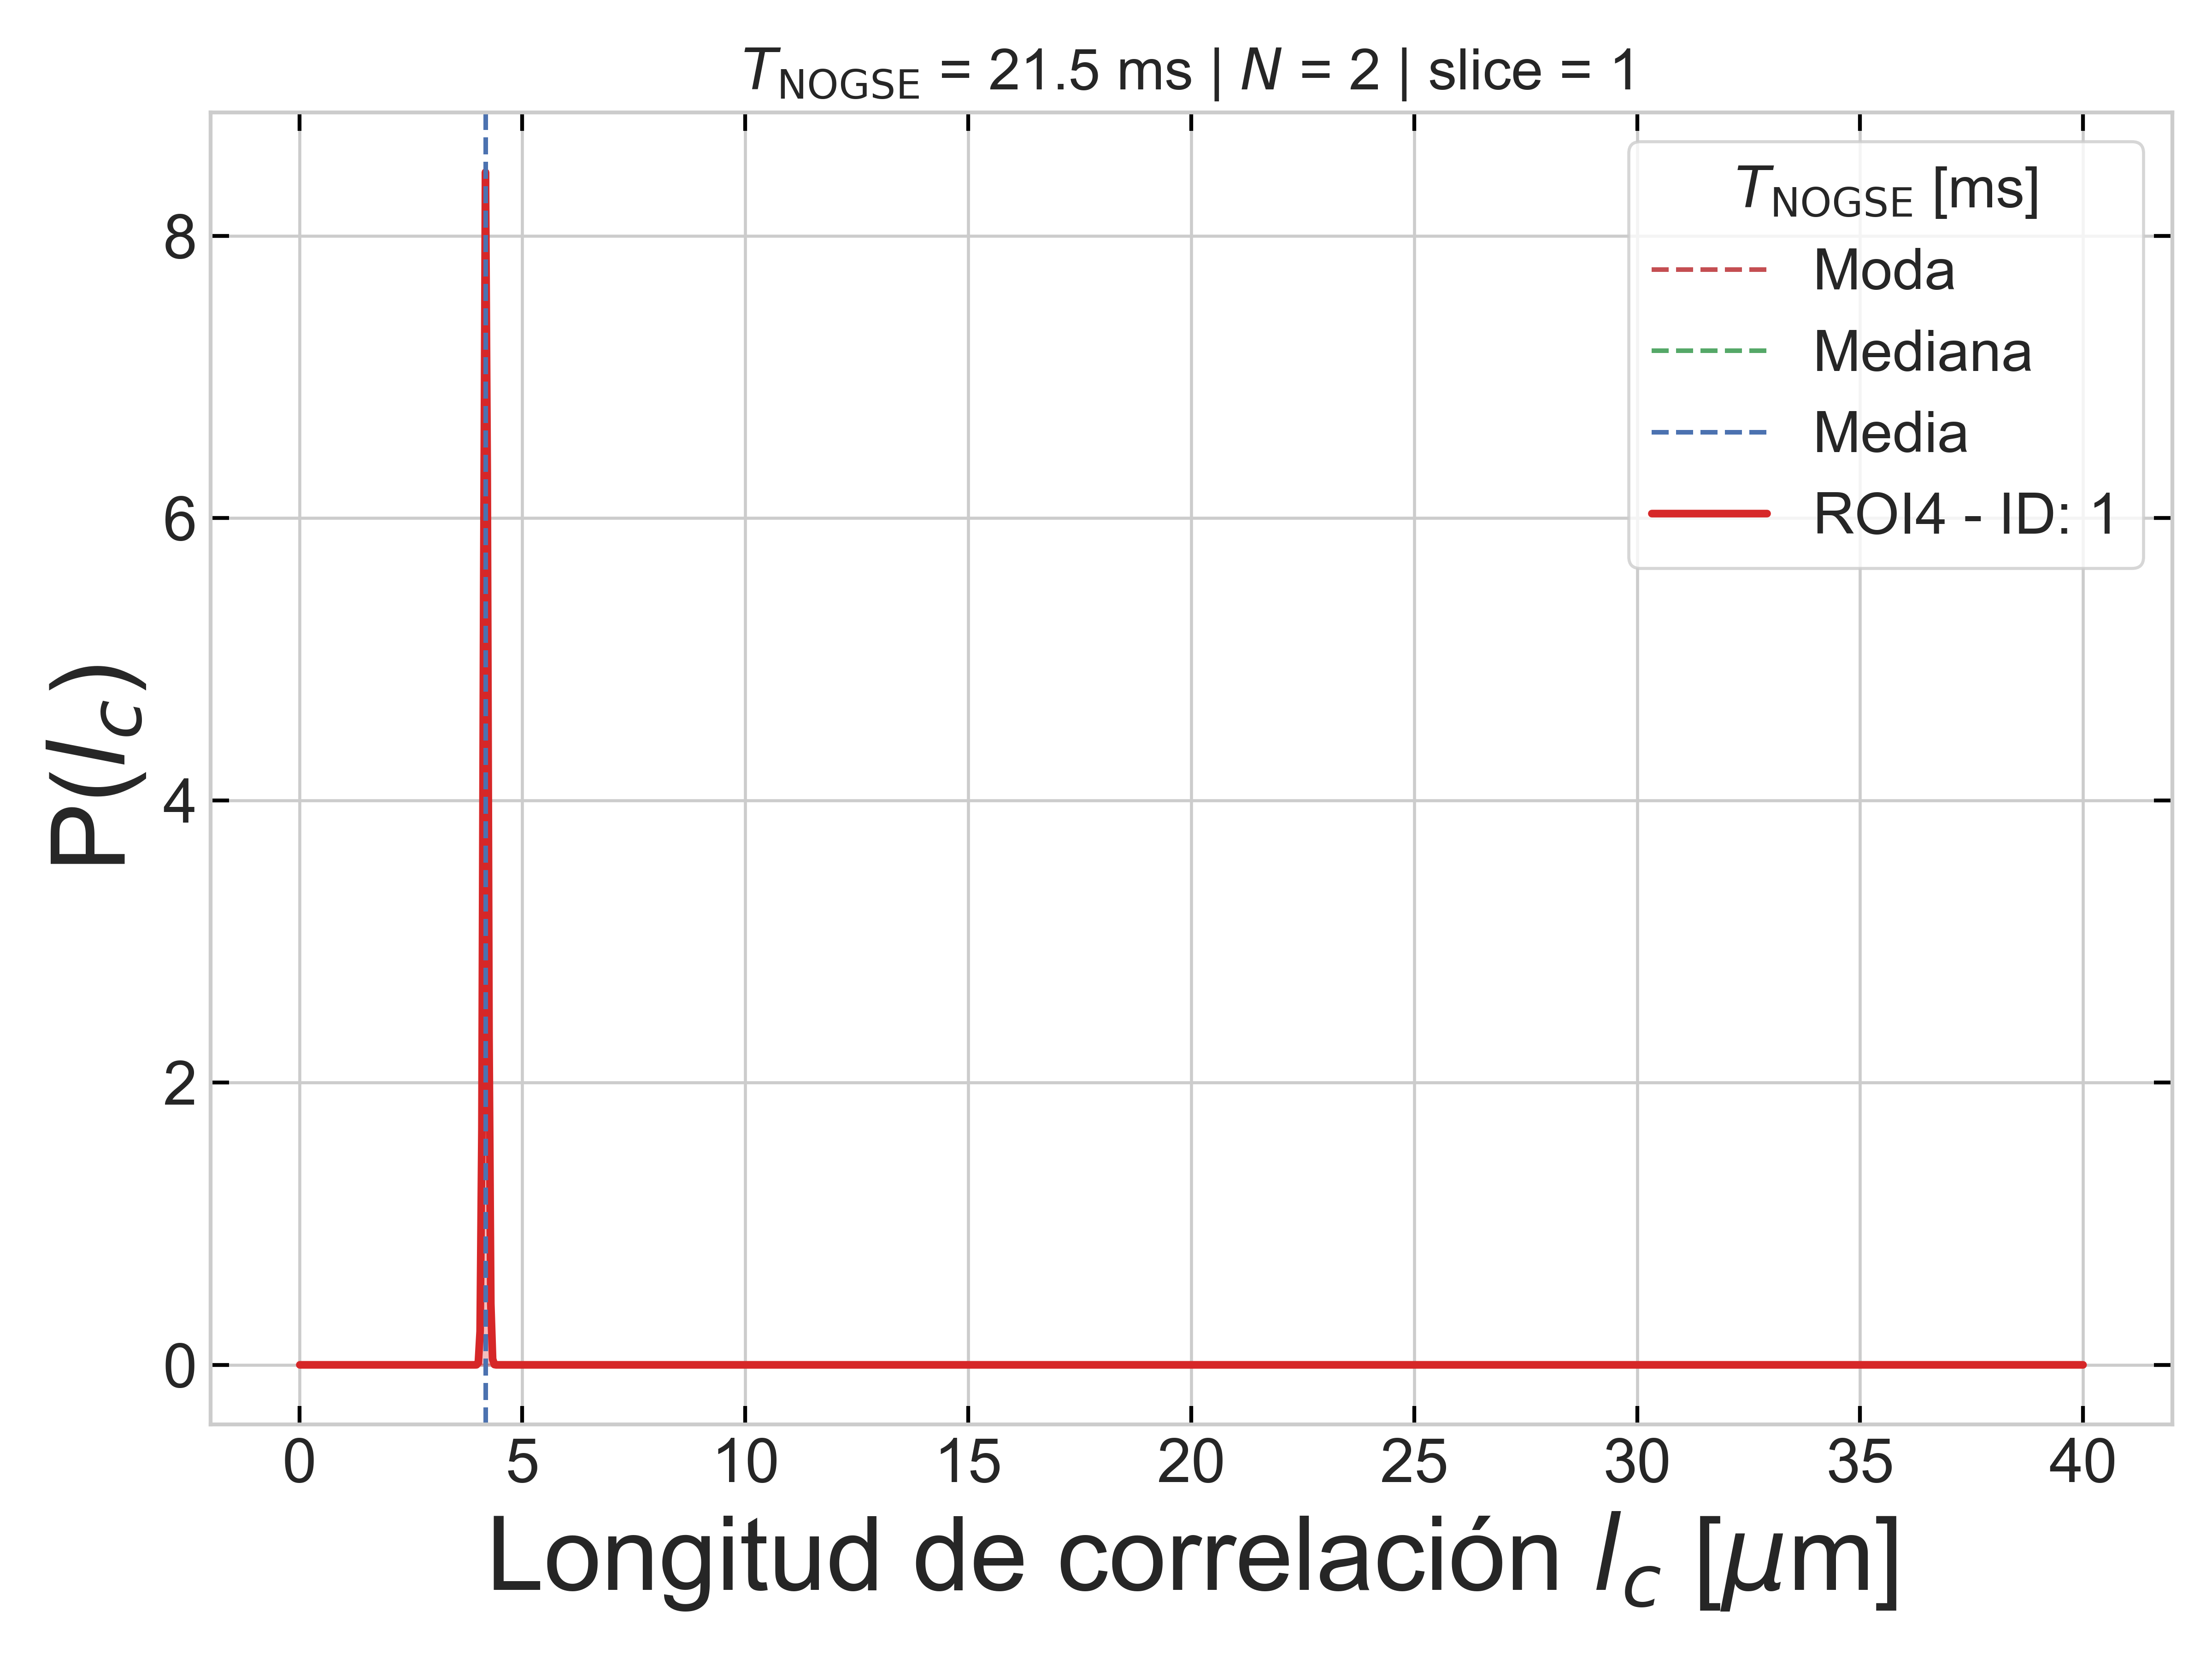 T_NOGSE = 21.5 ms | N = 2 | slice = 1
T_NOGSE [ms]
Moda
Mediana
Media
ROI4 - ID: 1
P(l_c)
8
6
4
2
0
0 5 10 15 20 25 30 35 40
Longitud de correlación l_c [μm]